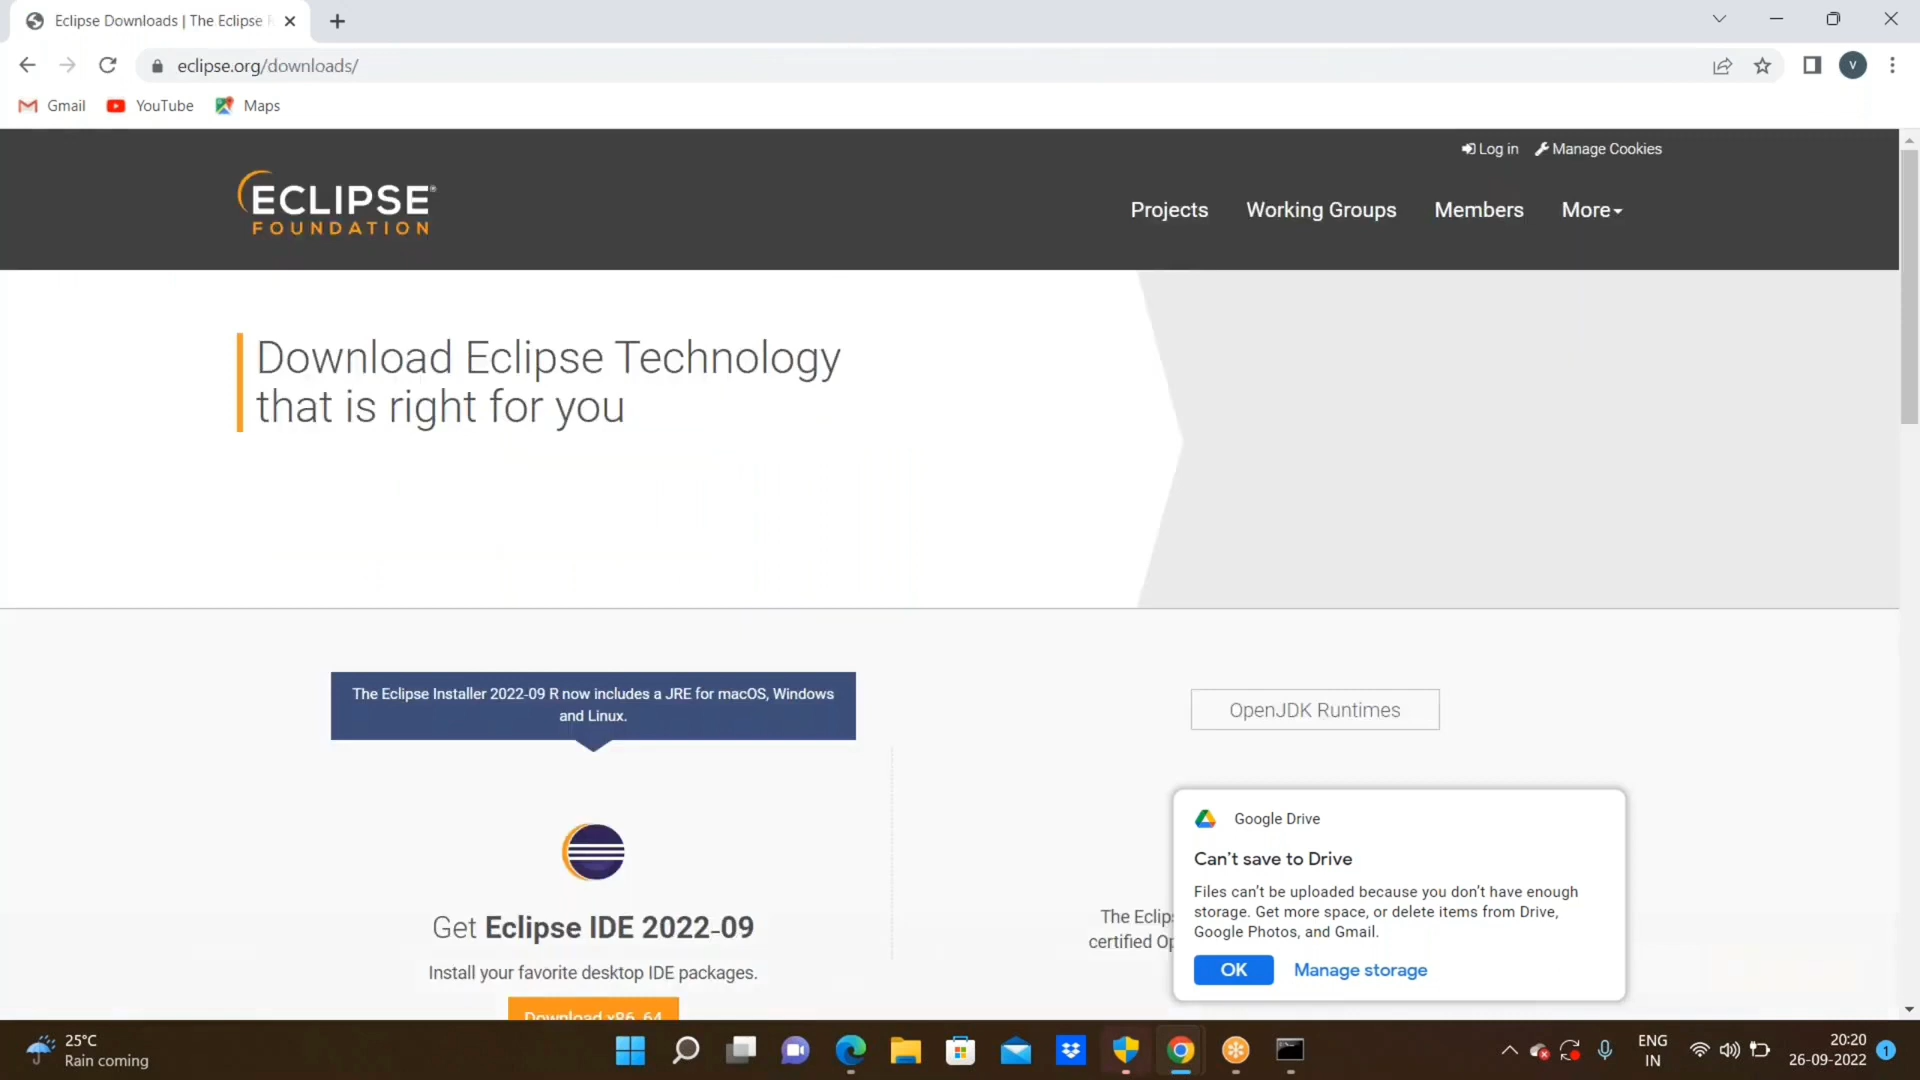 Eclipse Downloads | The Eclipse
eclipse.org/downloads/
V
Gmail YouTube Maps
Log in Manage Cookies
ECLIPSE®
FOUNDATION
Projects Working Groups Members More
Download Eclipse Technology
that is right for you
The Eclipse Installer 2022-09 R now includes a JRE for macOS, Windows
and Linux.
OpenJDK Runtimes
Get Eclipse IDE 2022-09
Install your favorite desktop IDE packages.
Download x86_64
The Eclip
certified Op
Google Drive
Can't save to Drive
Files can't be uploaded because you don't have enough
storage. Get more space, or delete items from Drive,
Google Photos, and Gmail.
OK Manage storage
25°C
Rain coming
ENG
IN
20:20
26-09-2022
1